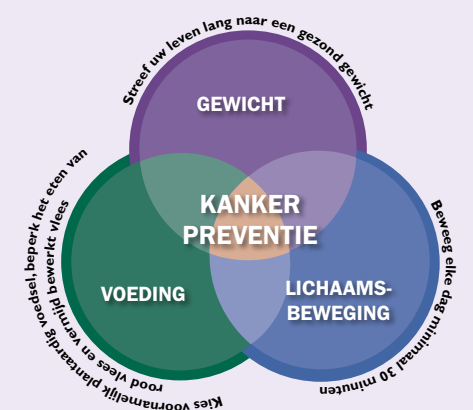 Streef uw leven lang naar een gezond gewicht
GEWICHT
KANKER
PREVENTIE
VOEDING
LICHAAMS-
BEWEGING
Beweeg elke dag minimaal 30 minuten
Kies voornamelijk plantaardig voedsel, beperk het eten van
rood vlees en vermijd bewerkt vlees